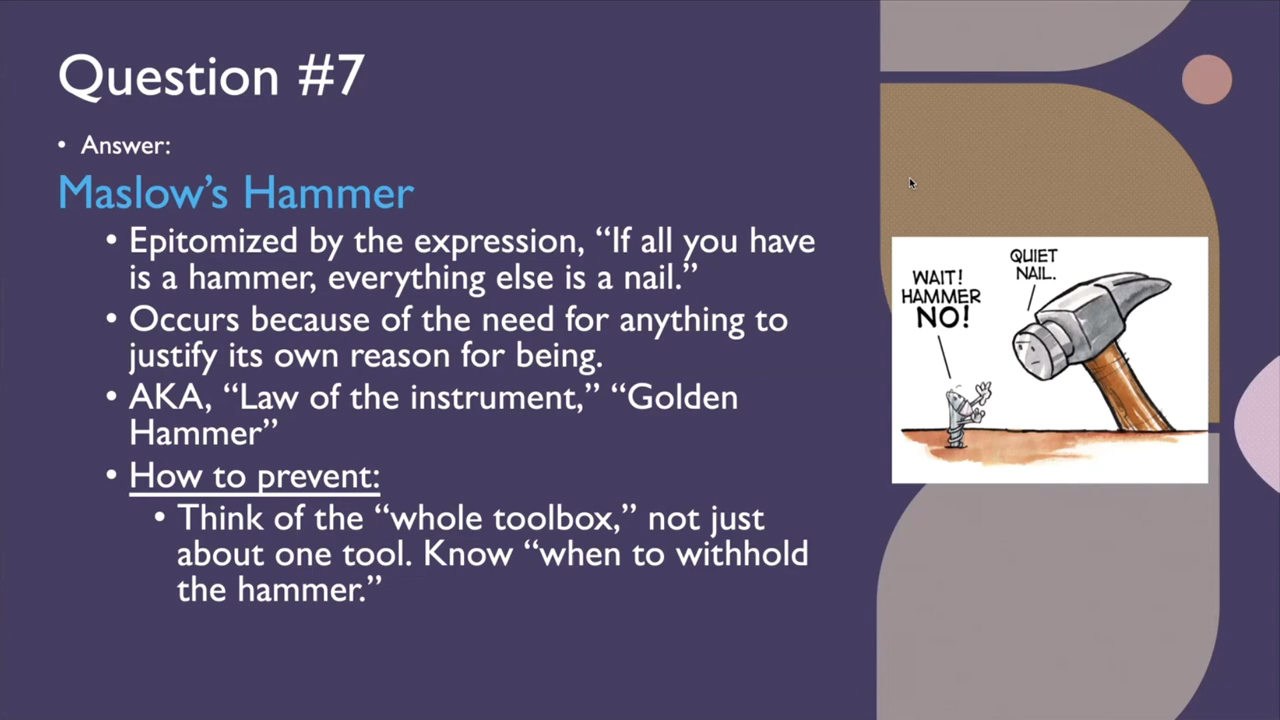 Question #7
• Answer:
Maslow’s Hammer
• Epitomized by the expression, “If all you have
is a hammer, everything else is a nail.”
• Occurs because of the need for anything to
justify its own reason for being.
• AKA, “Law of the instrument,” “Golden
Hammer”
• How to prevent:
• Think of the “whole toolbox,” not just
about one tool. Know “when to withhold
the hammer.”
WAIT!
HAMMER
NO!
QUIET
NAIL.